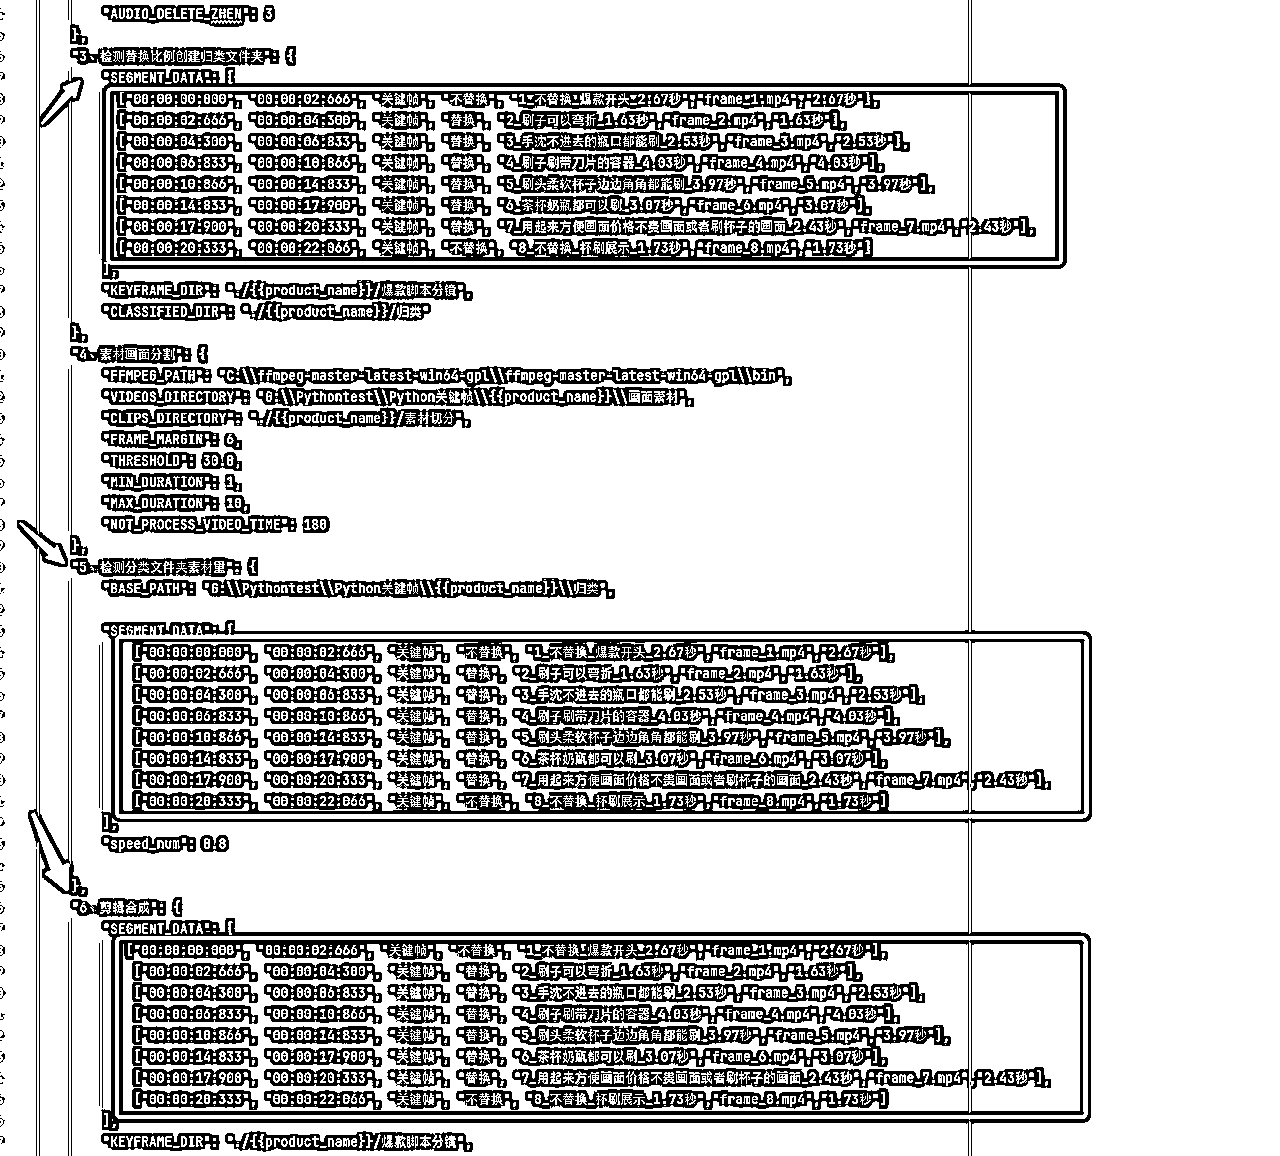 "AUDIO_DELETE_ZHEN": 3
},
"3、检测替换比例创建归类文件夹": {
"SEGMENT_DATA": [
["00:00:00:000", "00:00:02:666", "关键帧", "不替换", "1_不替换_爆款开头_2.67秒","frame_1.mp4","2.67秒"],
["00:00:02:666", "00:00:04:300", "关键帧", "替换", "2_刷子可以弯折_1.63秒","frame_2.mp4","1.63秒"],
["00:00:04:300", "00:00:06:833", "关键帧", "替换", "3_手沈不进去的瓶口都能刷_2.53秒","frame_3.mp4","2.53秒"],
["00:00:06:833", "00:00:10:866", "关键帧", "替换", "4_刷子刷带刀片的容器_4.03秒","frame_4.mp4","4.03秒"],
["00:00:10:866", "00:00:14:833", "关键帧", "替换", "5_刷头柔软杯子边边角角都能刷_3.97秒","frame_5.mp4","3.97秒"],
["00:00:14:833", "00:00:17:900", "关键帧", "替换", "6_茶杯奶瓶都可以刷_3.07秒","frame_6.mp4","3.07秒"],
["00:00:17:900", "00:00:20:333", "关键帧", "替换", "7_用起来方便画面价格不贵画面或者刷杯子的画面_2.43秒","frame_7.mp4","2.43秒"],
["00:00:20:333", "00:00:22:066", "关键帧", "不替换", "8_不替换_杯刷展示_1.73秒","frame_8.mp4","1.73秒"]
],
"KEYFRAME_DIR": "./{{product_name}}/爆款脚本分镜",
"CLASSIFIED_DIR": "./{{product_name}}/归类"
},
"4、素材画面分割": {
"FFMPEG_PATH": "C:\\ffmpeg-master-latest-win64-gpl\\ffmpeg-master-latest-win64-gpl\\bin",
"VIDEOS_DIRECTORY": "G:\\Pythontest\\Python关键帧\\{{product_name}}\\画面素材",
"CLIPS_DIRECTORY": "./{{product_name}}/素材切分",
"FRAME_MARGIN": 6,
"THRESHOLD": 30.0,
"MIN_DURATION": 1,
"MAX_DURATION": 10,
"NOT_PROCESS_VIDEO_TIME": 180
},
"5、检测分类文件夹素材里": {
"BASE_PATH": "G:\\Pythontest\\Python关键帧\\{{product_name}}\\归类",
"SEGMENT_DATA": [
["00:00:00:000", "00:00:02:666", "关键帧", "不替换", "1_不替换_爆款开头_2.67秒","frame_1.mp4","2.67秒"],
["00:00:02:666", "00:00:04:300", "关键帧", "替换", "2_刷子可以弯折_1.63秒","frame_2.mp4","1.63秒"],
["00:00:04:300", "00:00:06:833", "关键帧", "替换", "3_手沈不进去的瓶口都能刷_2.53秒","frame_3.mp4","2.53秒"],
["00:00:06:833", "00:00:10:866", "关键帧", "替换", "4_刷子刷带刀片的容器_4.03秒","frame_4.mp4","4.03秒"],
["00:00:10:866", "00:00:14:833", "关键帧", "替换", "5_刷头柔软杯子边边角角都能刷_3.97秒","frame_5.mp4","3.97秒"],
["00:00:14:833", "00:00:17:900", "关键帧", "替换", "6_茶杯奶瓶都可以刷_3.07秒","frame_6.mp4","3.07秒"],
["00:00:17:900", "00:00:20:333", "关键帧", "替换", "7_用起来方便画面价格不贵画面或者刷杯子的画面_2.43秒","frame_7.mp4","2.43秒"],
["00:00:20:333", "00:00:22:066", "关键帧", "不替换", "8_不替换_杯刷展示_1.73秒","frame_8.mp4","1.73秒"]
],
"speed_num": 0.8
},
"6、剪辑合成": {
"SEGMENT_DATA": [
["00:00:00:000", "00:00:02:666", "关键帧", "不替换", "1_不替换_爆款开头_2.67秒","frame_1.mp4","2.67秒"],
["00:00:02:666", "00:00:04:300", "关键帧", "替换", "2_刷子可以弯折_1.63秒","frame_2.mp4","1.63秒"],
["00:00:04:300", "00:00:06:833", "关键帧", "替换", "3_手沈不进去的瓶口都能刷_2.53秒","frame_3.mp4","2.53秒"],
["00:00:06:833", "00:00:10:866", "关键帧", "替换", "4_刷子刷带刀片的容器_4.03秒","frame_4.mp4","4.03秒"],
["00:00:10:866", "00:00:14:833", "关键帧", "替换", "5_刷头柔软杯子边边角角都能刷_3.97秒","frame_5.mp4","3.97秒"],
["00:00:14:833", "00:00:17:900", "关键帧", "替换", "6_茶杯奶瓶都可以刷_3.07秒","frame_6.mp4","3.07秒"],
["00:00:17:900", "00:00:20:333", "关键帧", "替换", "7_用起来方便画面价格不贵画面或者刷杯子的画面_2.43秒","frame_7.mp4","2.43秒"],
["00:00:20:333", "00:00:22:066", "关键帧", "不替换", "8_不替换_杯刷展示_1.73秒","frame_8.mp4","1.73秒"]
],
"KEYFRAME_DIR": "./{{product_name}}/爆款脚本分镜",